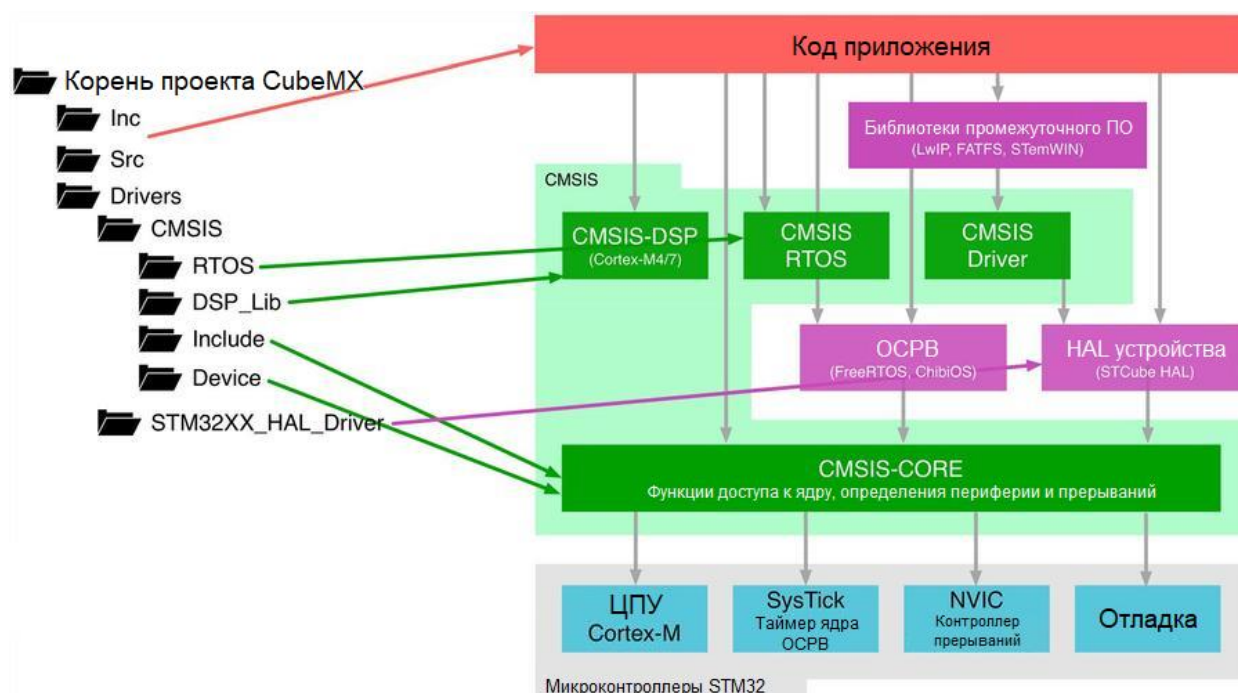 Корень проекта CubeMX
Inc
Src
Drivers
CMSIS
RTOS
DSP_Lib
Include
Device
STM32XX_HAL_Driver
Код приложения
Библиотеки промежуточного ПО
(LwIP, FATFS, STemWIN)
CMSIS
CMSIS-DSP
(Cortex-M4/7)
CMSIS
RTOS
CMSIS
Driver
ОСРВ
(FreeRTOS, ChibiOS)
HAL устройства
(STCube HAL)
CMSIS-CORE
Функции доступа к ядру, определения периферии и прерываний
ЦПУ
Cortex-M
SysTick
Таймер ядра
ОСРВ
NVIC
Контроллер
прерываний
Отладка
Микроконтроллеры STM32